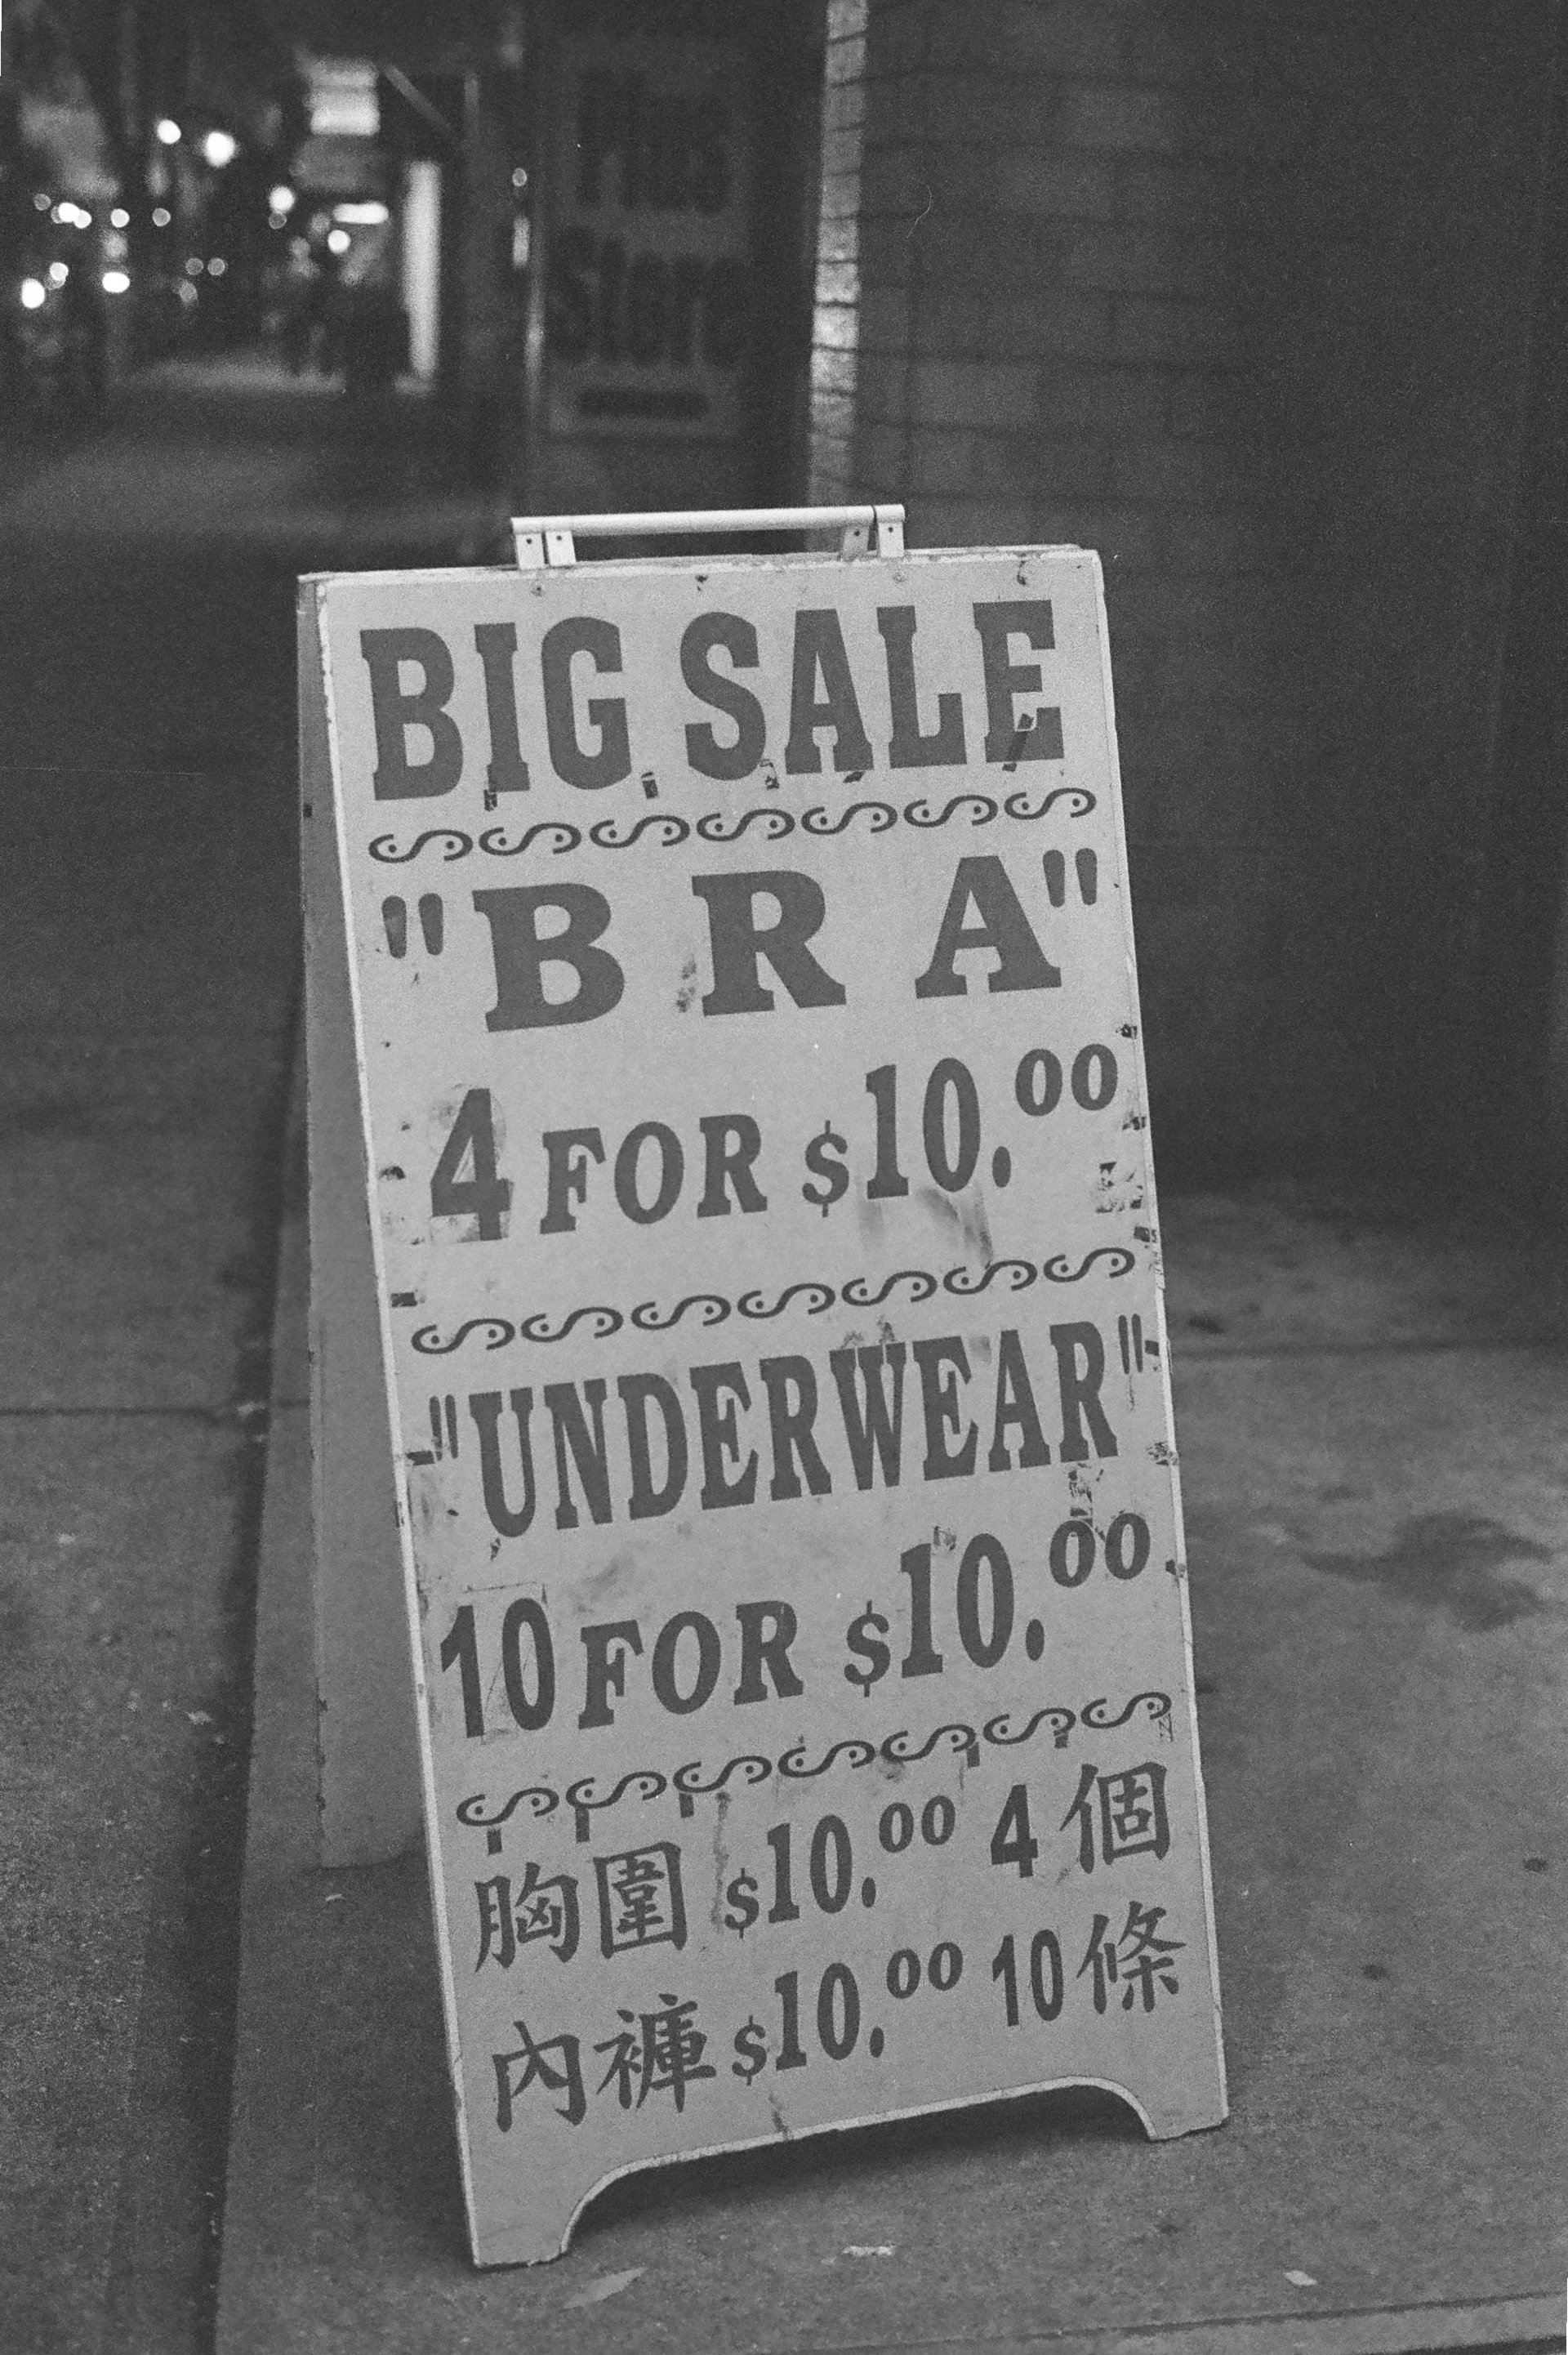 BIG SALE
"BRA"
4 FOR $10.00
"UNDERWEAR"
10 FOR $10.00
胸圍 $10.00 4個
內褲 $10.00 10條